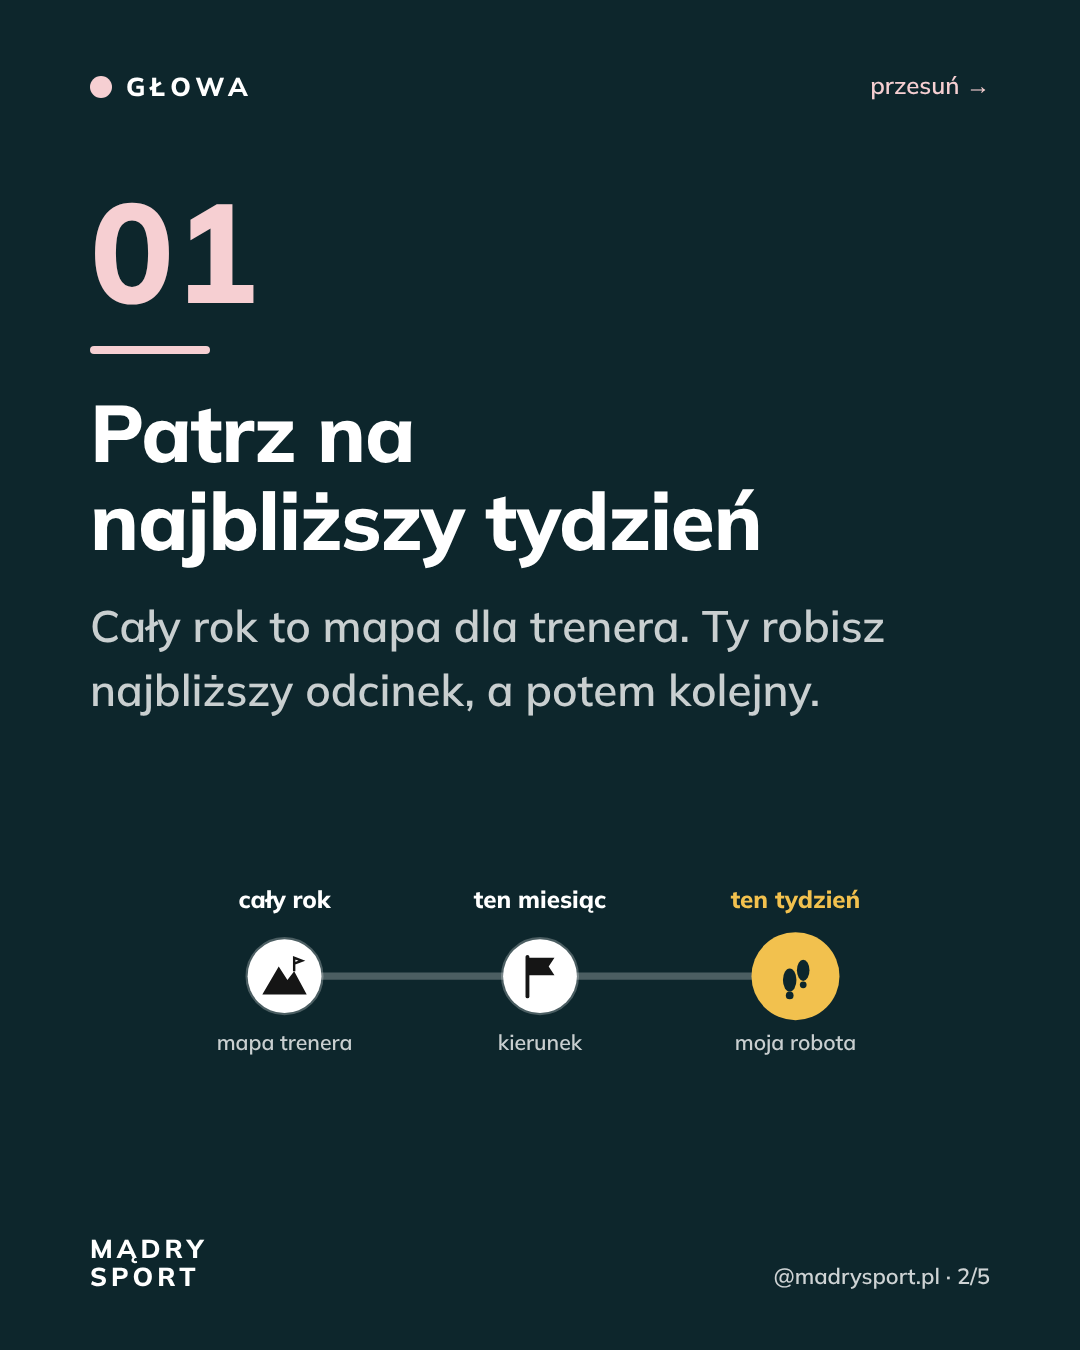 GŁOWA
przesuń →
01
Patrz na
najbliższy tydzień
Cały rok to mapa dla trenera. Ty robisz
najbliższy odcinek, a potem kolejny.
cały rok
ten miesiąc
ten tydzień
mapa trenera
kierunek
moja robota
MĄDRY
SPORT
@madrysport.pl · 2/5